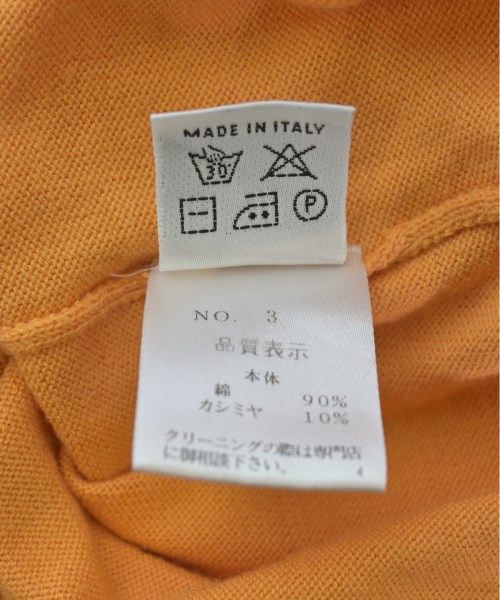 MADE IN ITALY
30
P
NO. 3
品質表示
本体
綿 90%
カシミヤ 10%
クリーニングの際は専門店
に御相談下さい。
4